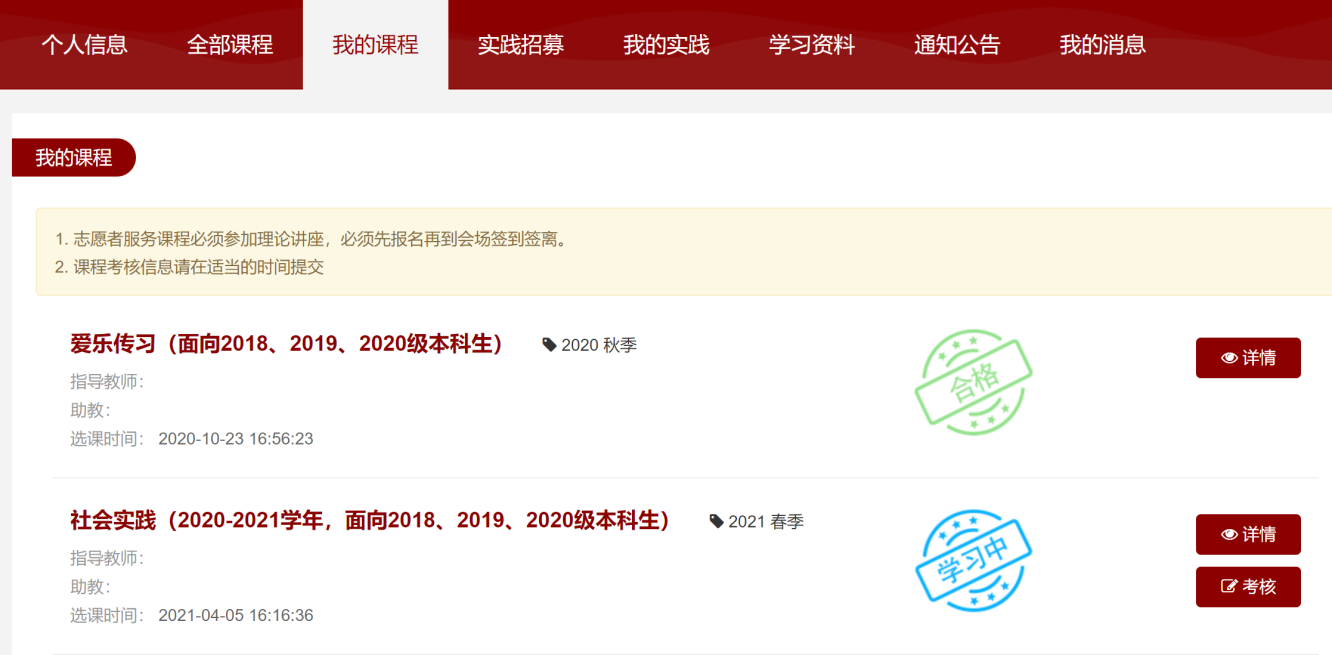 个人信息 全部课程 我的课程 实践招募 我的实践 学习资料 通知公告 我的消息
我的课程
1. 志愿者服务课程必须参加理论讲座，必须先报名再到会场签到签离。
2. 课程考核信息请在适当的时间提交
爱乐传习（面向2018、2019、2020级本科生） 2020 秋季
合格
详情
指导教师：
助教：
选课时间： 2020-10-23 16:56:23
社会实践（2020-2021学年，面向2018、2019、2020级本科生） 2021 春季
学习中
详情
指导教师：
助教：
考核
选课时间： 2021-04-05 16:16:36